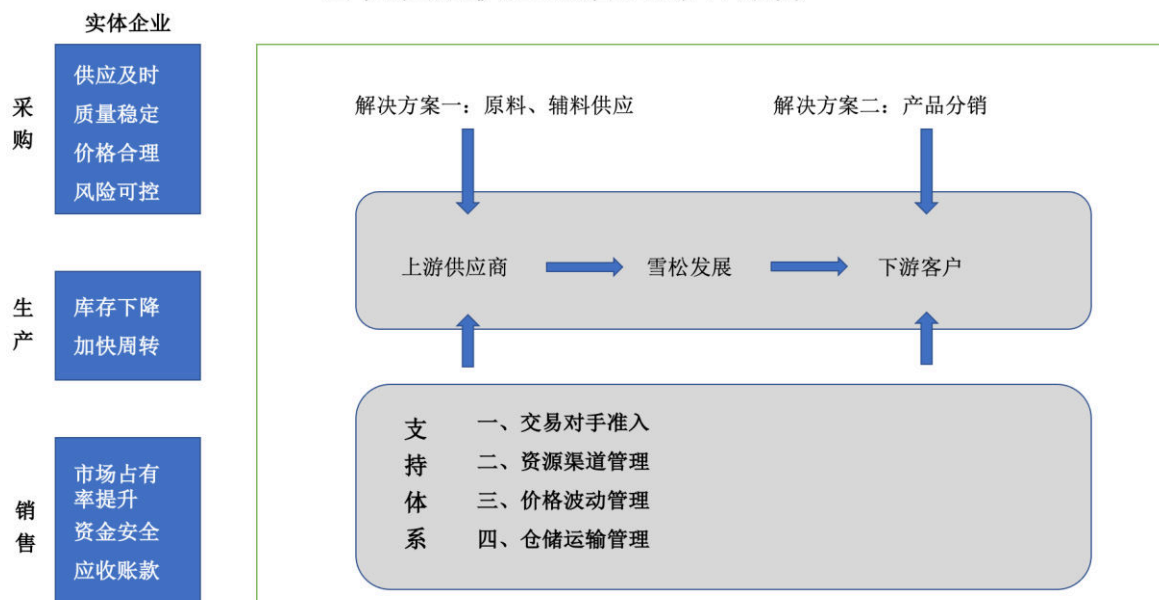 实体企业
采购
供应及时
质量稳定
价格合理
风险可控
生产
库存下降
加快周转
销售
市场占有
率提升
资金安全
应收账款
解决方案一：原料、辅料供应
解决方案二：产品分销
上游供应商
雪松发展
下游客户
支持体系
一、交易对手准入
二、资源渠道管理
三、价格波动管理
四、仓储运输管理